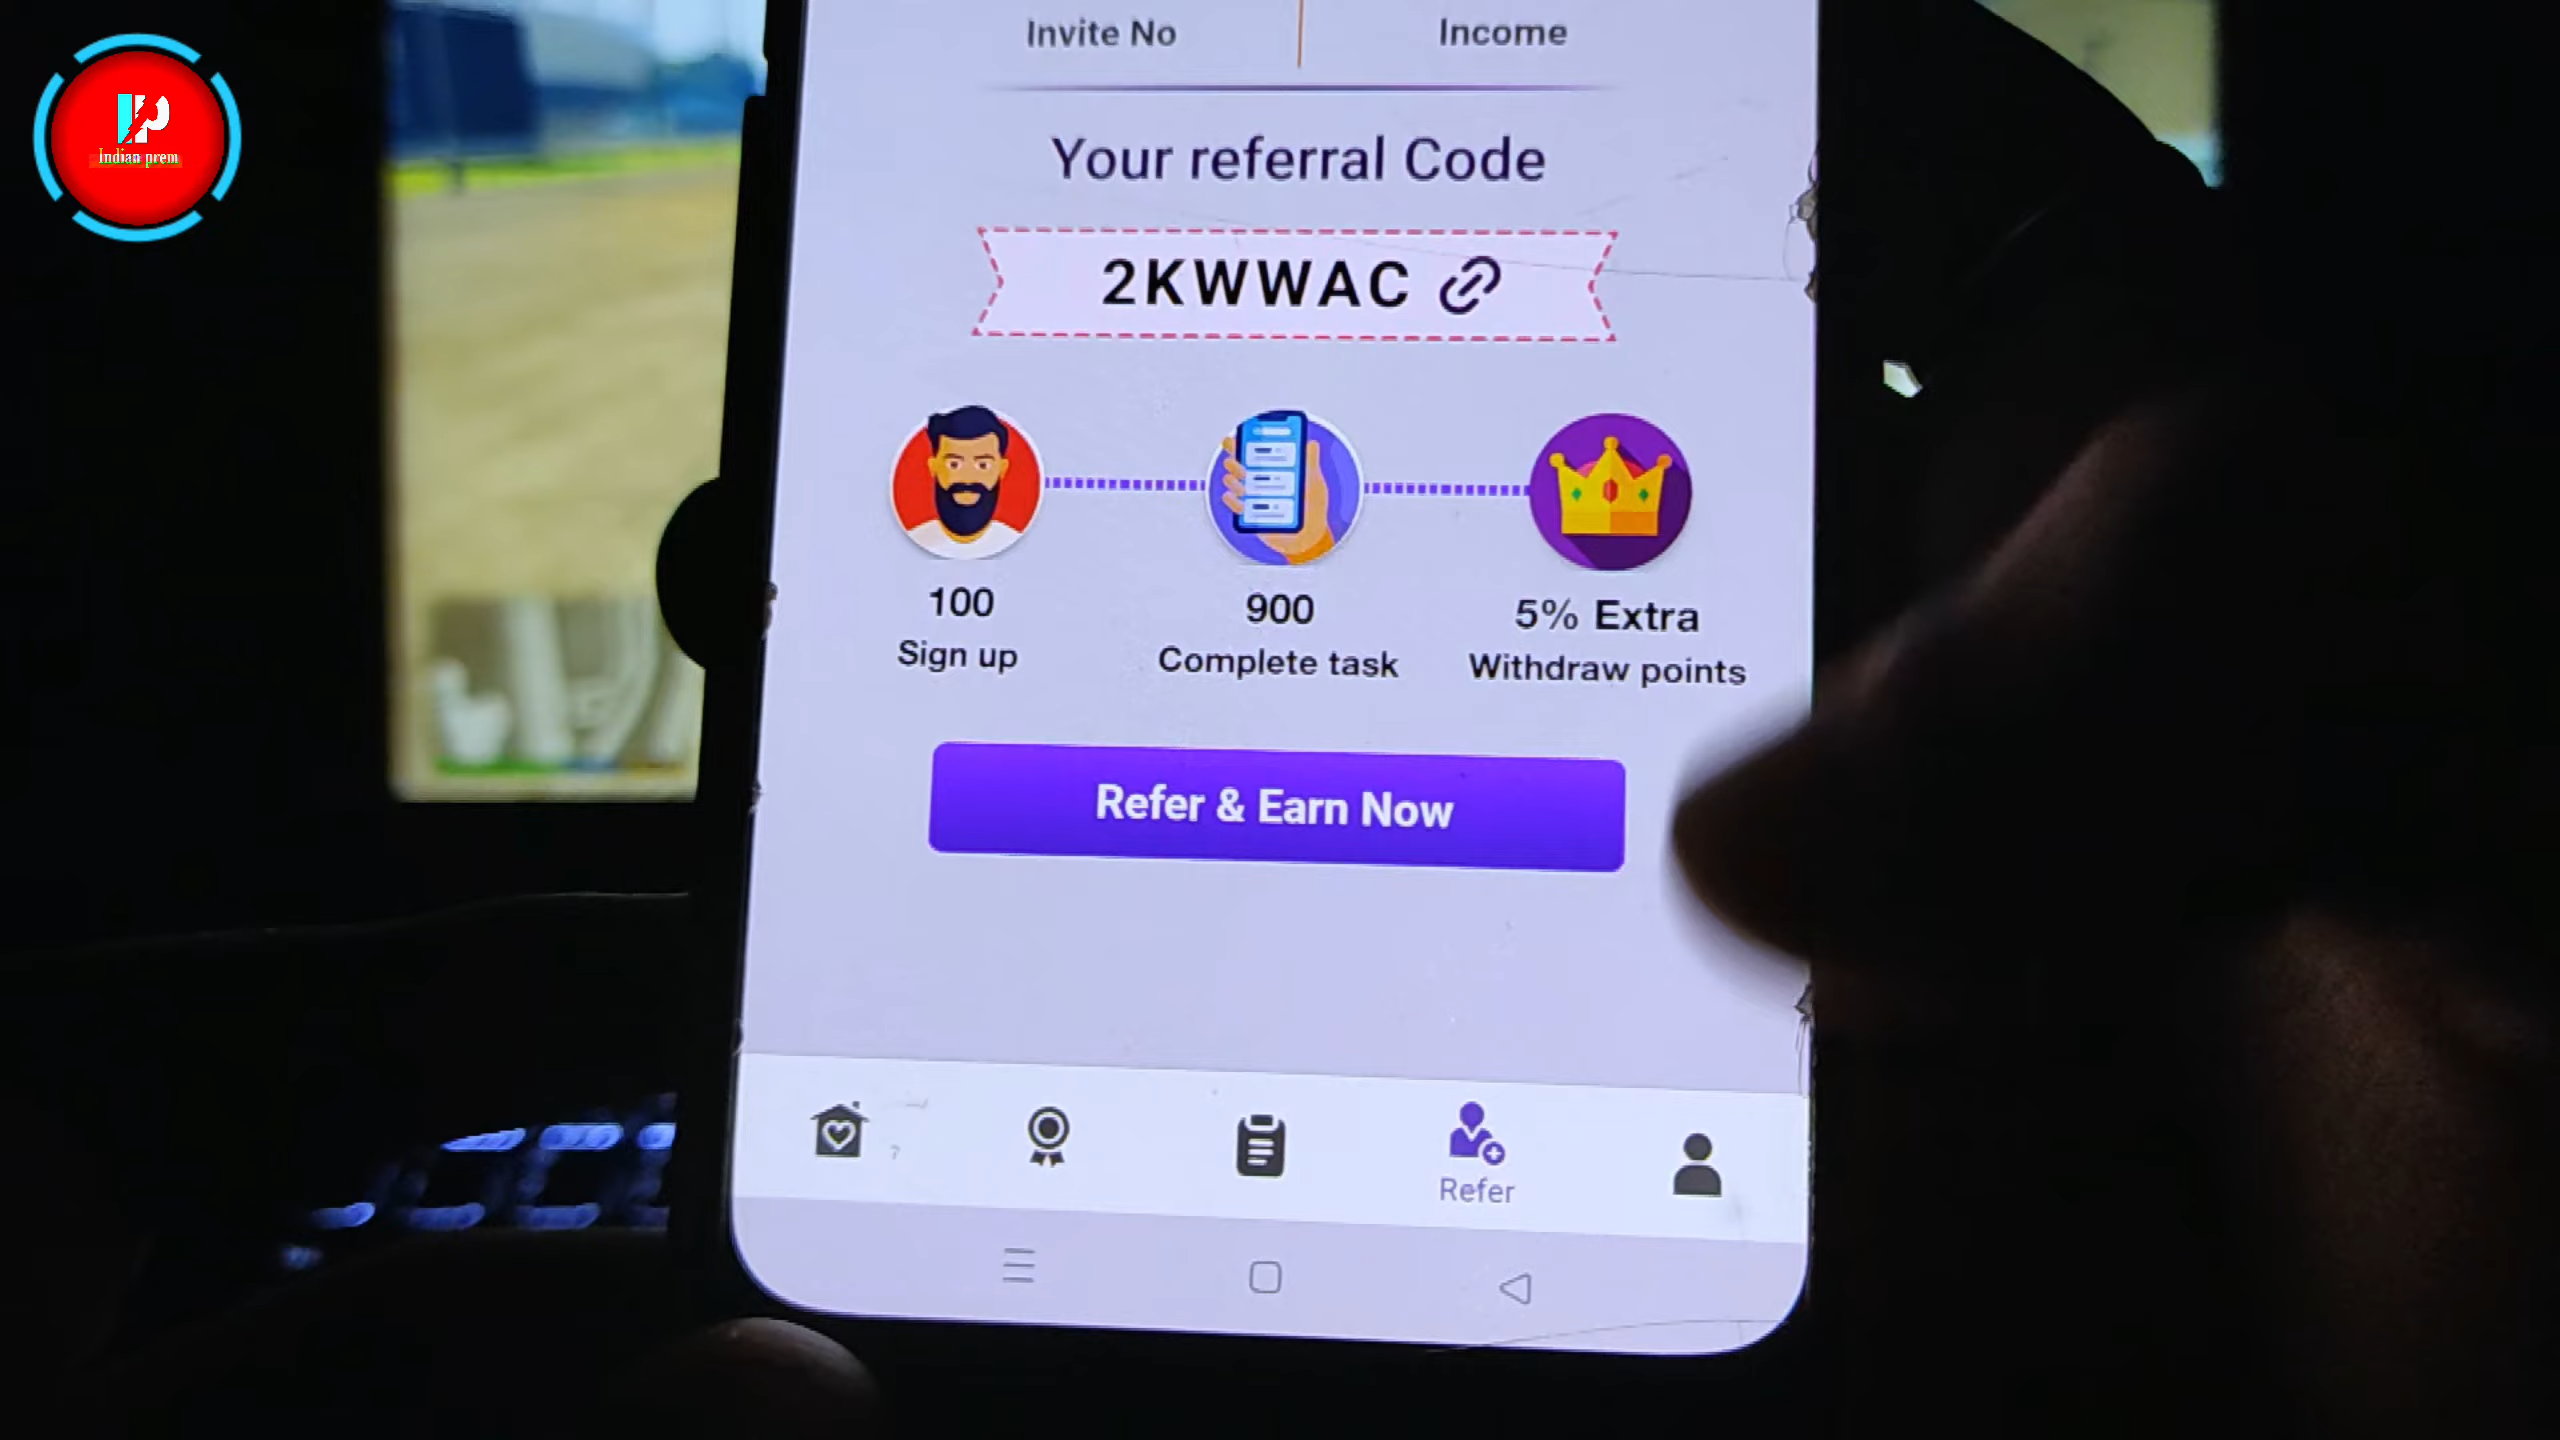 Indian prem
Invite No
Income
Your referral Code
2KWWAC
100
Sign up
900
Complete task
5% Extra
Withdraw points
Refer & Earn Now
Refer